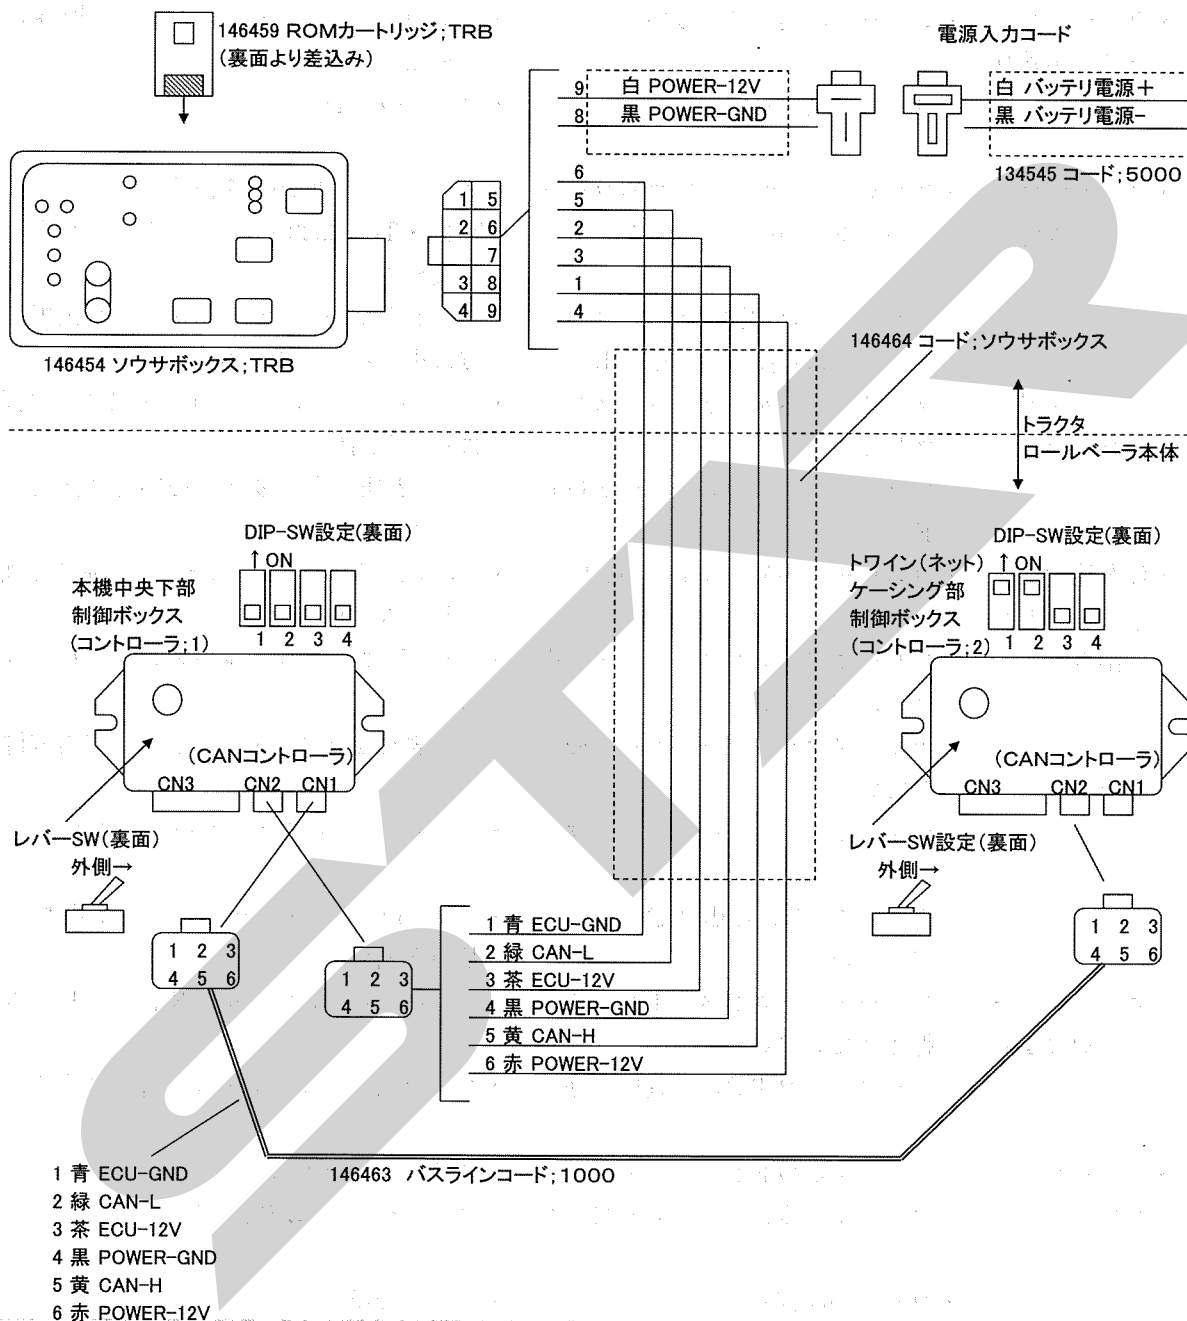 146459 ROMカートリッジ;TRB
(裏面より差込み)
電源入力コード
9 白 POWER-12V
8 黒 POWER-GND
白 バッテリ電源＋
黒 バッテリ電源-
134545 コード;5000
6
5
2
3
1
4
1 5
2 6
7
3 8
4 9
146454 ソウサボックス;TRB
146464 コード;ソウサボックス
トラクタ
ロールベーラ本体
DIP-SW設定(裏面)
↑ ON
1 2 3 4
本機中央下部
制御ボックス
(コントローラ;1)
(CANコントローラ)
CN3 CN2 CN1
レバーSW(裏面)
外側→
DIP-SW設定(裏面)
↑ ON
1 2 3 4
トワイン(ネット)
ケーシング部
制御ボックス
(コントローラ;2)
(CANコントローラ)
CN3 CN2 CN1
レバーSW設定(裏面)
外側→
1 2 3
4 5 6
1 2 3
4 5 6
1 2 3
4 5 6
1 青 ECU-GND
2 緑 CAN-L
3 茶 ECU-12V
4 黒 POWER-GND
5 黄 CAN-H
6 赤 POWER-12V
146463 バスラインコード;1000
1 青 ECU-GND
2 緑 CAN-L
3 茶 ECU-12V
4 黒 POWER-GND
5 黄 CAN-H
6 赤 POWER-12V
STAR